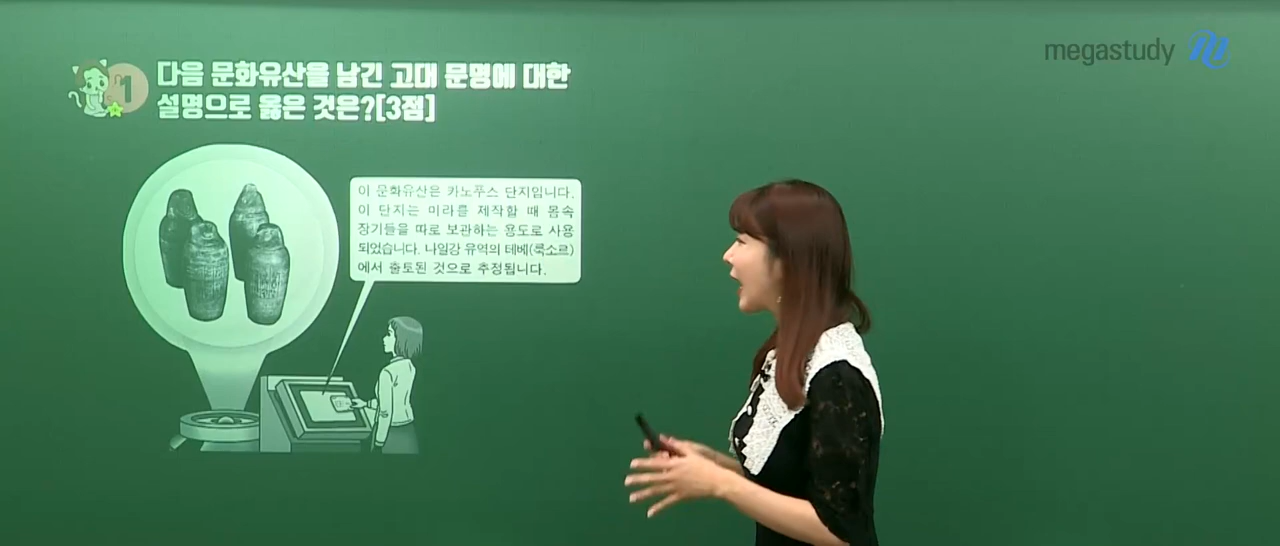 megastudy
1 다음 문화유산을 남긴 고대 문명에 대한
설명으로 옳은 것은?[3점]
이 문화유산은 카노푸스 단지입니다.
이 단지는 미라를 제작할 때 몸속
장기들을 따로 보관하는 용도로 사용
되었습니다. 나일강 유역의 테베(룩소르)
에서 출토된 것으로 추정됩니다.